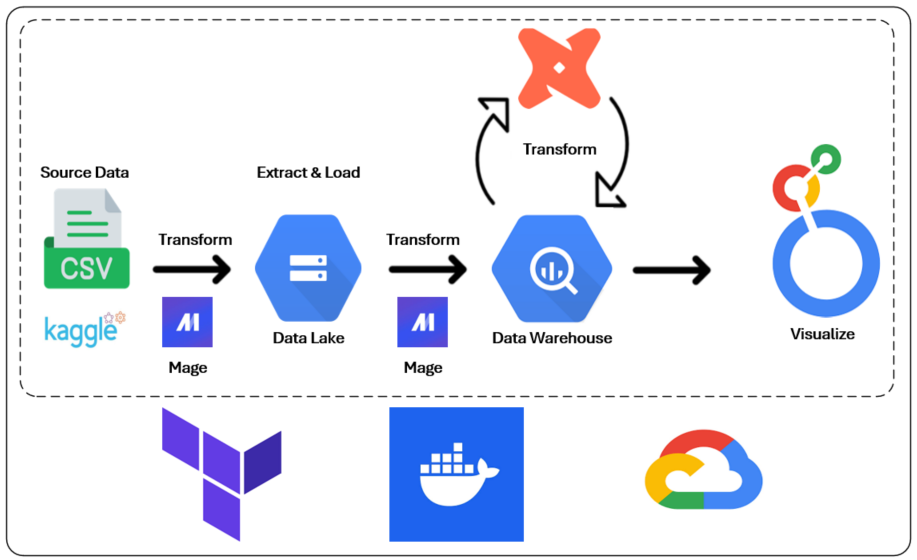 Source Data
CSV
kaggle
Transform
Mage
Extract & Load
Data Lake
Transform
Mage
Transform
Data Warehouse
Visualize